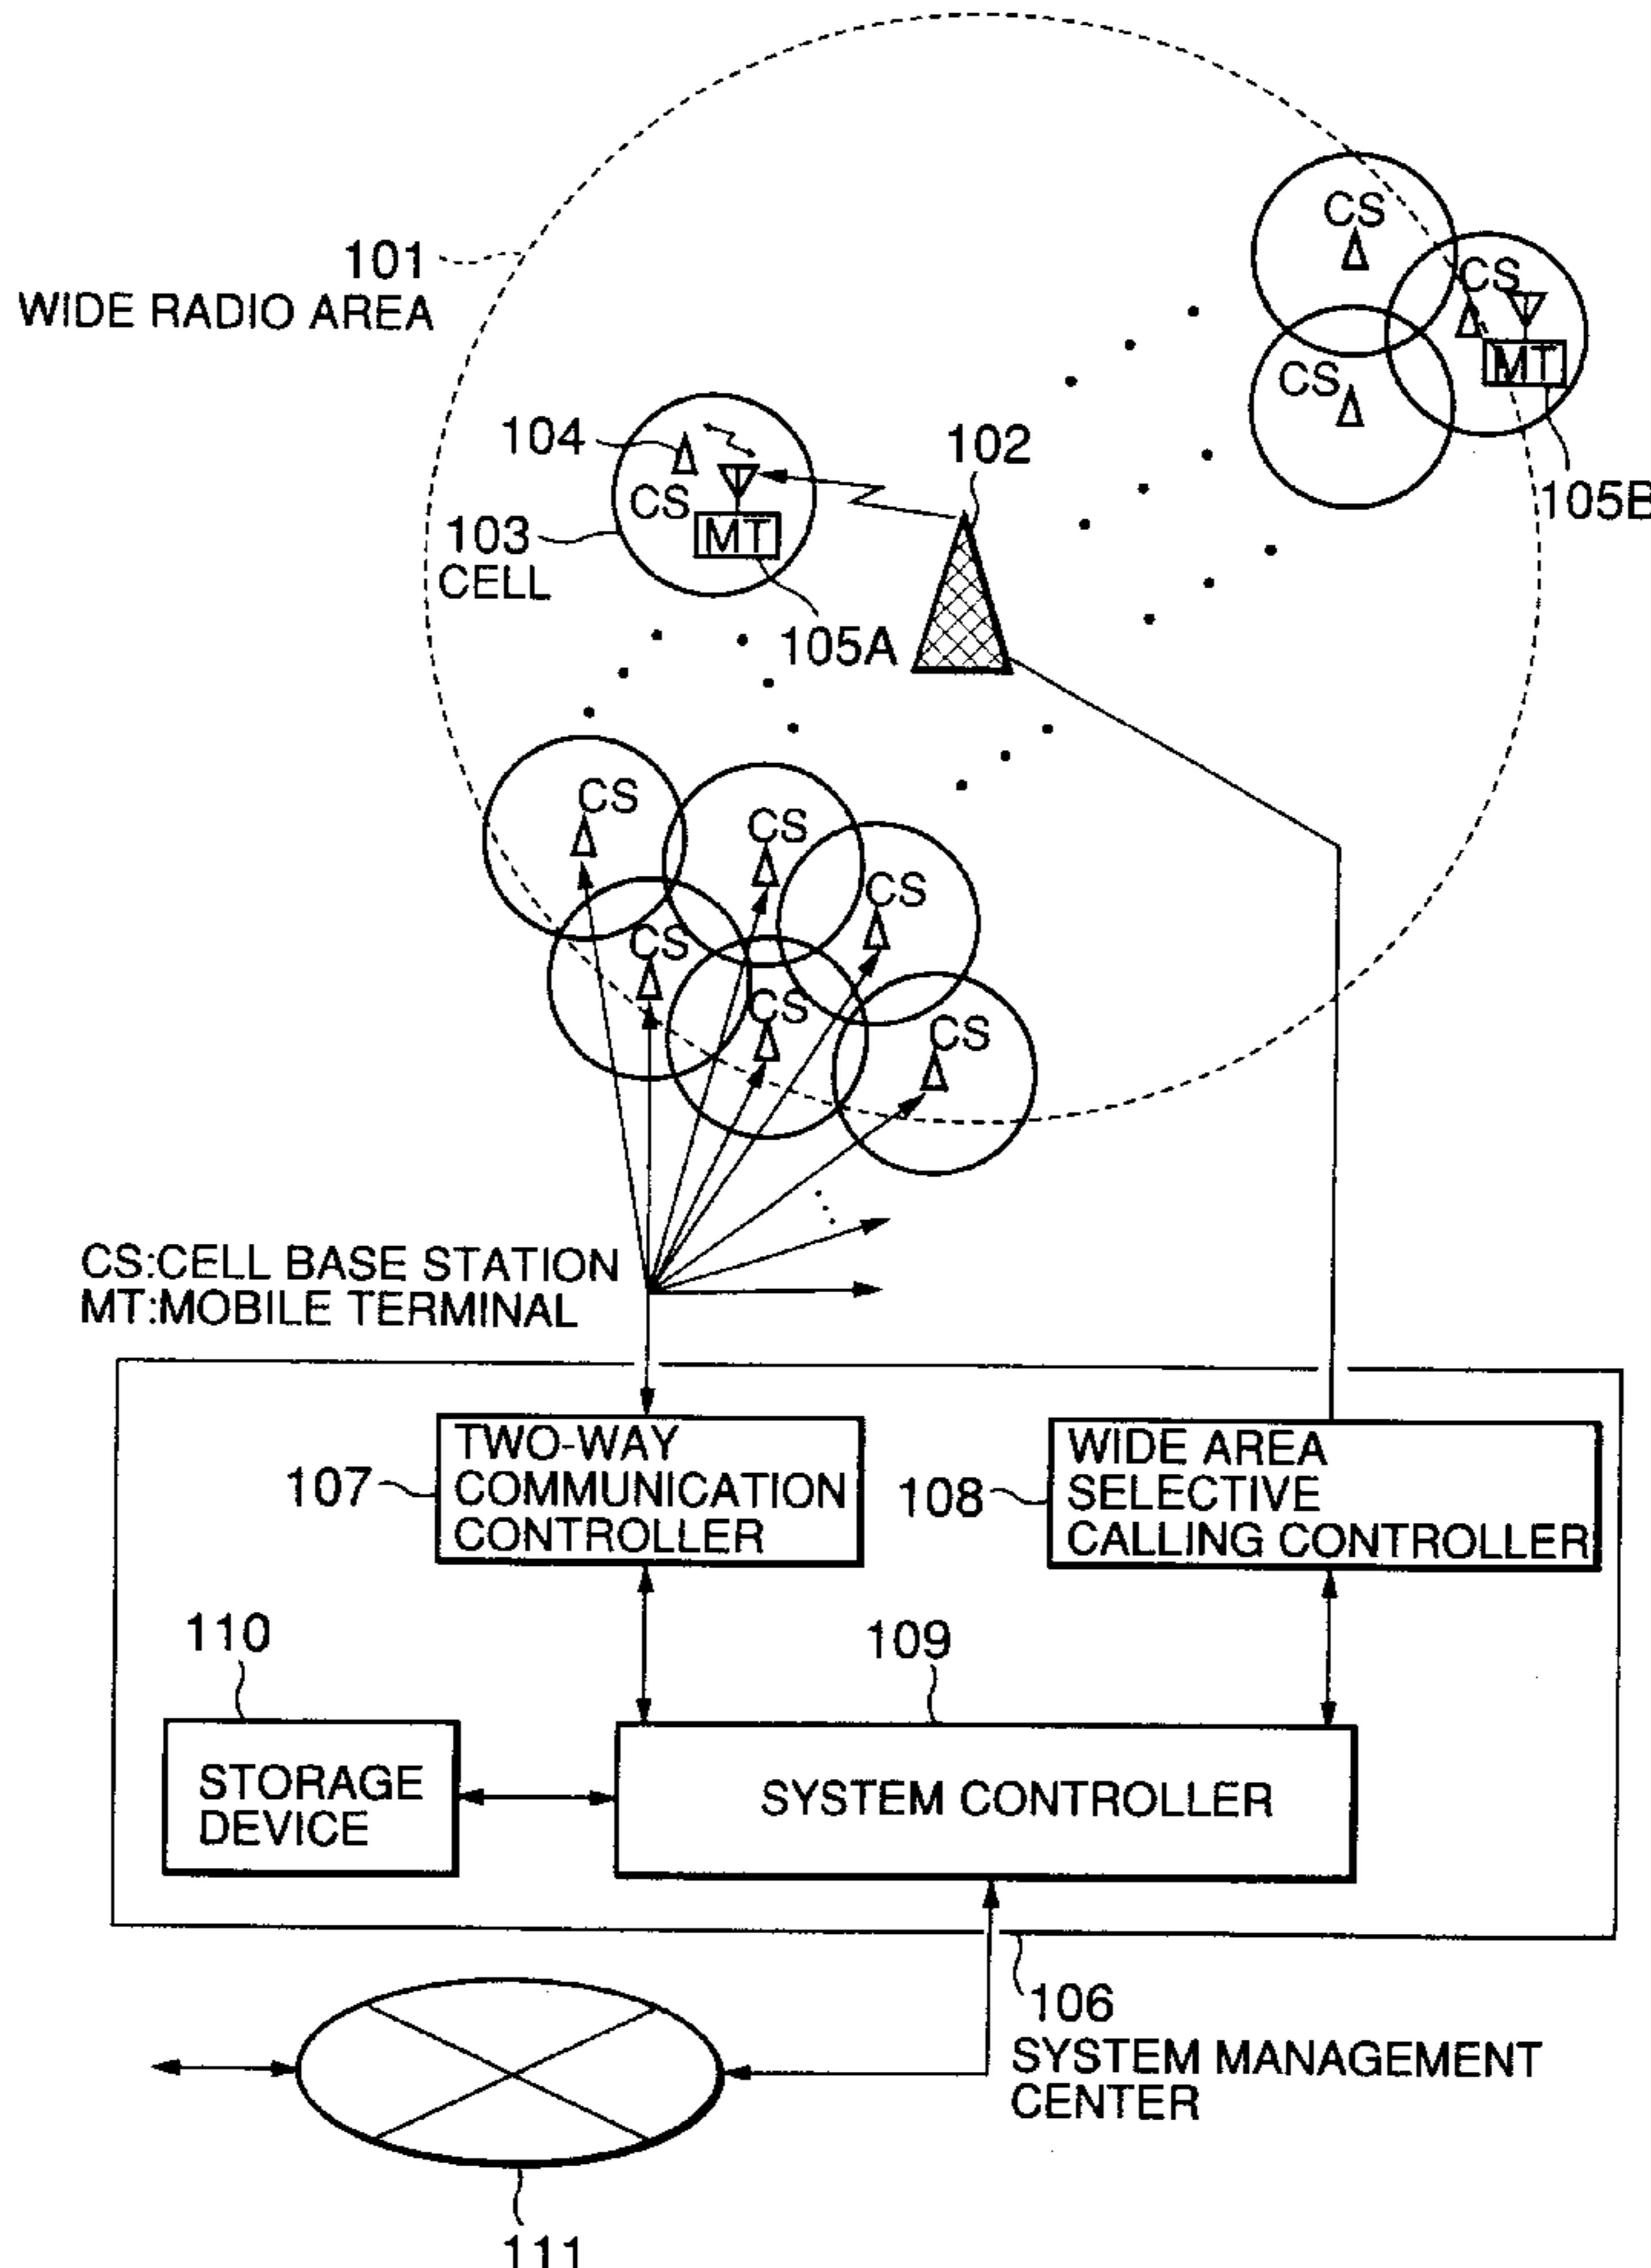 CS
101
CS
WIDE RADIO AREA
CS
MT
104
102
CS
105B
103
CELL
MT
105A
CS
CS
CS
CS
CS
CS
CS:CELL BASE STATION
MT:MOBILE TERMINAL
TWO-WAY
COMMUNICATION
CONTROLLER
107
WIDE AREA
SELECTIVE
CALLING CONTROLLER
108
110
109
STORAGE
DEVICE
SYSTEM CONTROLLER
106
SYSTEM MANAGEMENT
CENTER
111